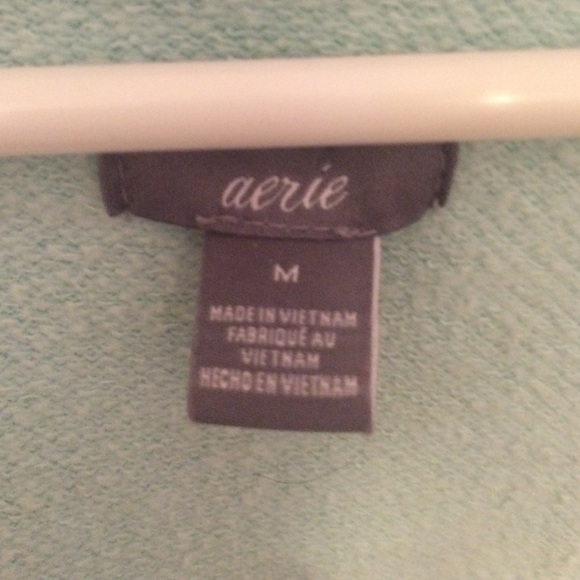 aerie
M
MADE IN VIETNAM
FABRIQUÉ AU
VIETNAM
HECHO EN VIETNAM